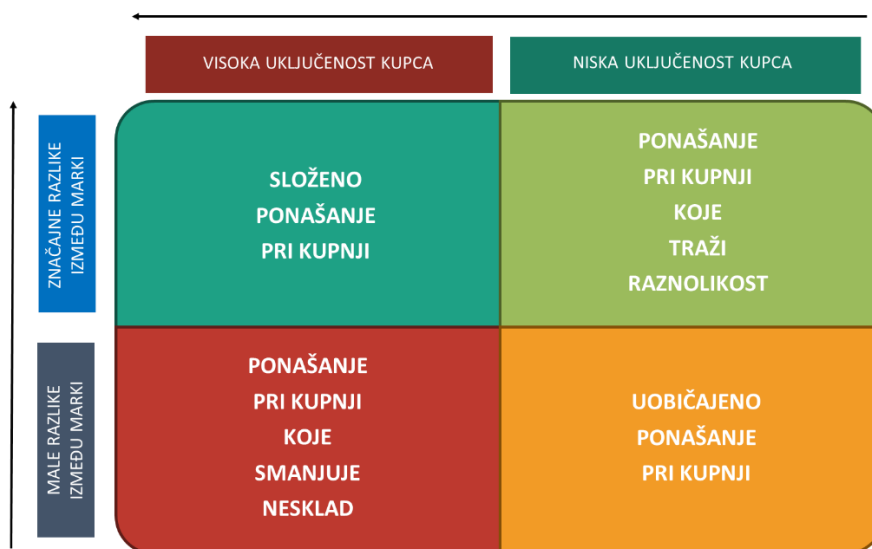 VISOKA UKLJUČENOST KUPCA
NISKA UKLJUČENOST KUPCA
ZNAČAJNE RAZLIKE
IZMEĐU MARKI
SLOŽENO
PONAŠANJE
PRI KUPNJI
PONAŠANJE
PRI KUPNJI
KOJE
TRAŽI
RAZNOLIKOST
MALE RAZLIKE
IZMEĐU MARKI
PONAŠANJE
PRI KUPNJI
KOJE
SMANJUJE
NESKLAD
UOBIČAJENO
PONAŠANJE
PRI KUPNJI